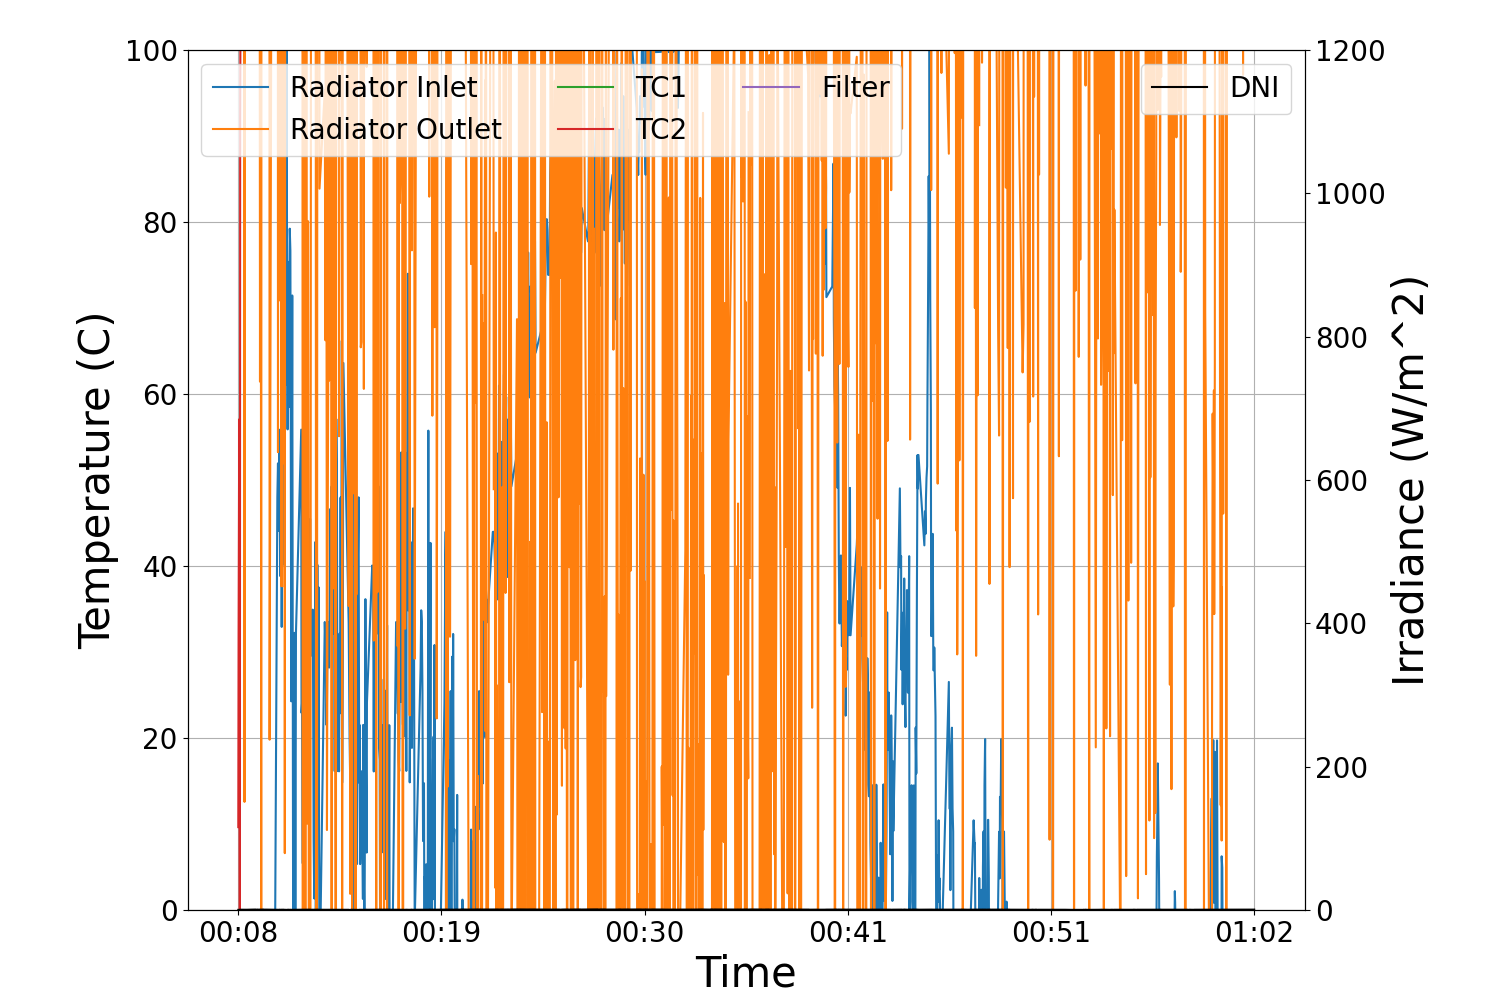 100
80
60
40
20
0
Temperature (C)
Radiator Inlet
Radiator Outlet
TC1
TC2
Filter
DNI
1200
1000
800
600
400
200
0
Irradiance (W/m^2)
00:08
00:19
00:30
00:41
00:51
01:02
Time